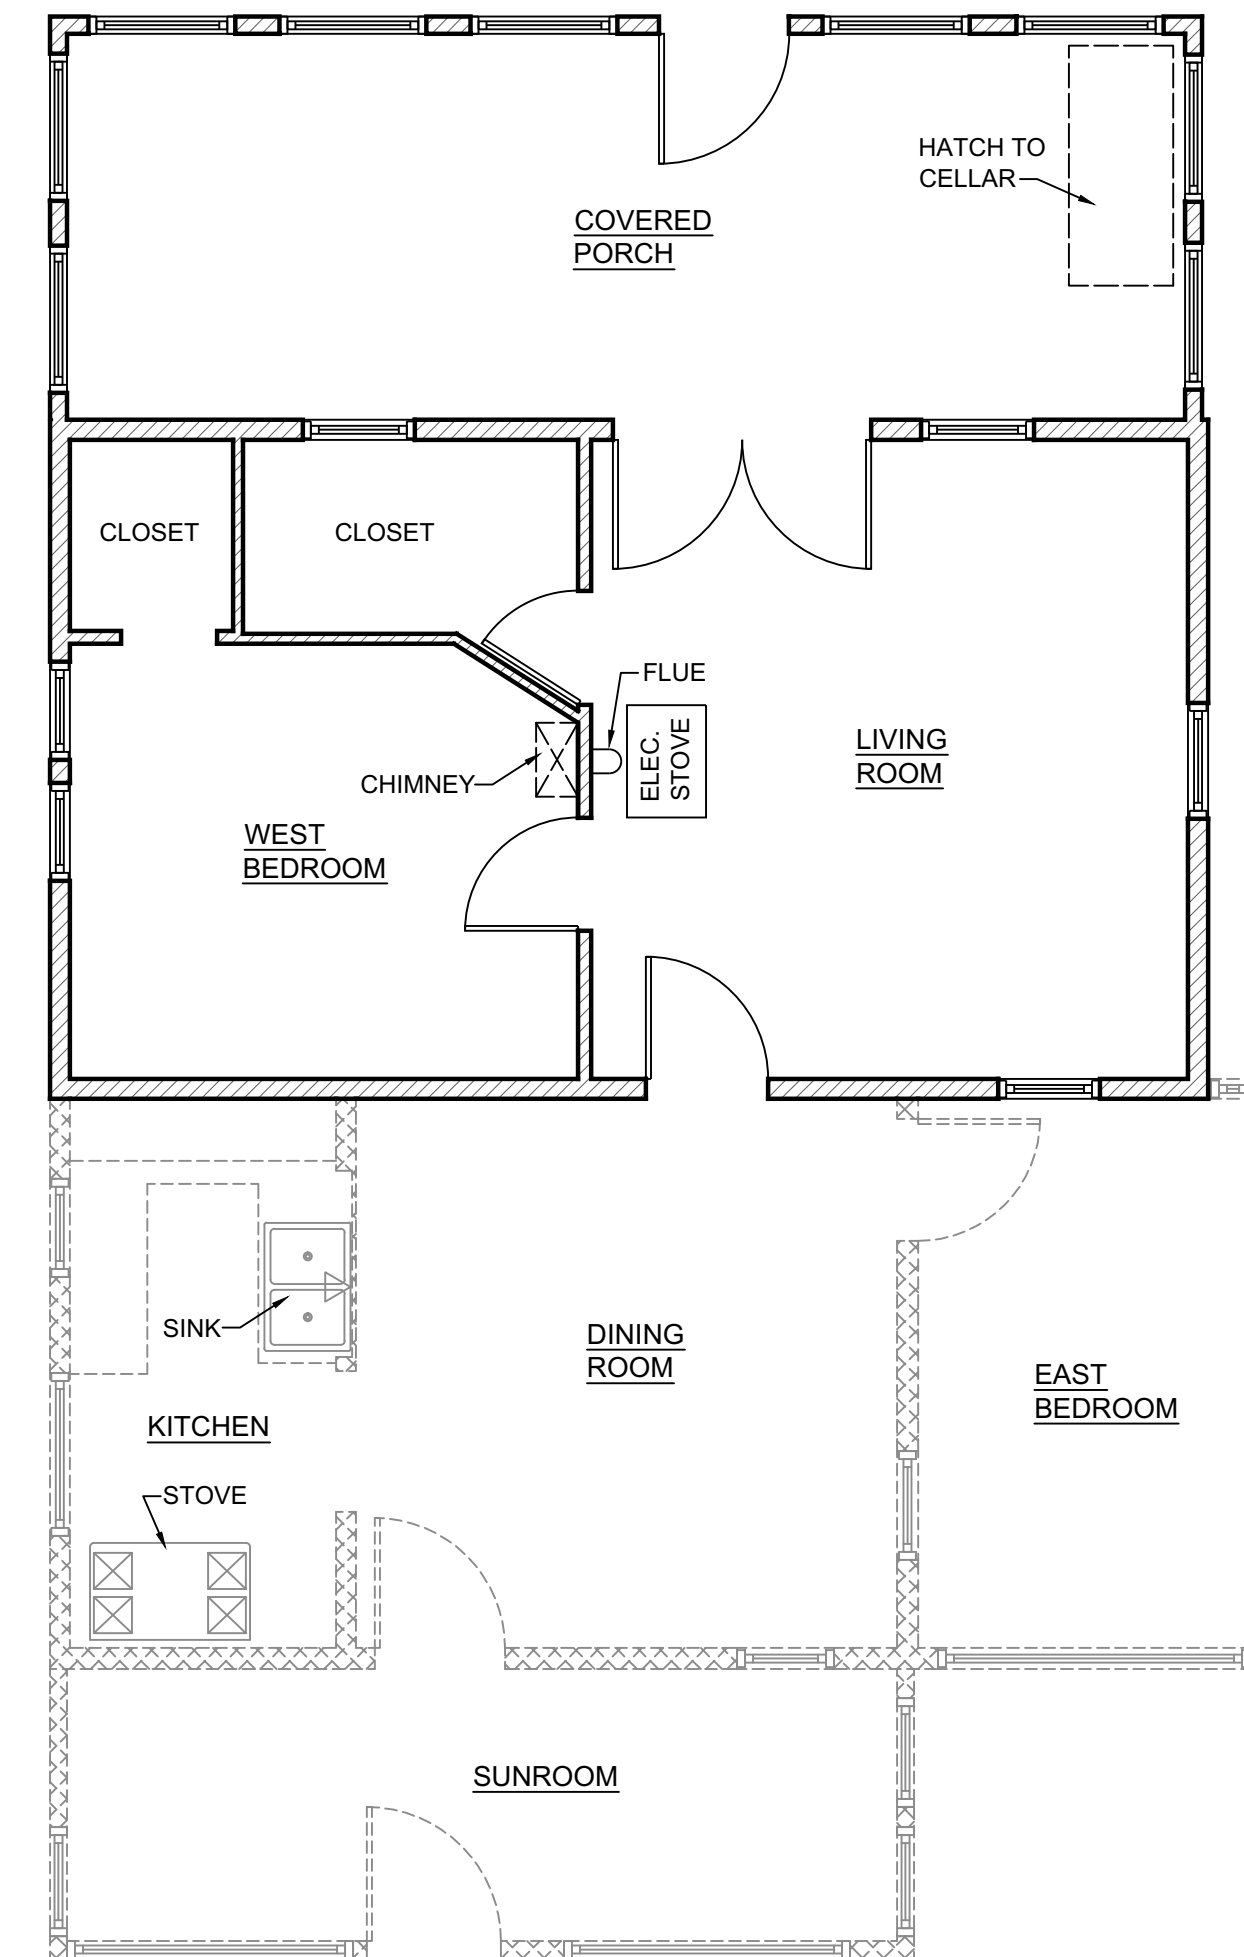 HATCH TO
CELLAR
COVERED
PORCH
CLOSET
CLOSET
FLUE
ELEC.
STOVE
LIVING
ROOM
CHIMNEY
WEST
BEDROOM
SINK
DINING
ROOM
EAST
BEDROOM
KITCHEN
STOVE
SUNROOM